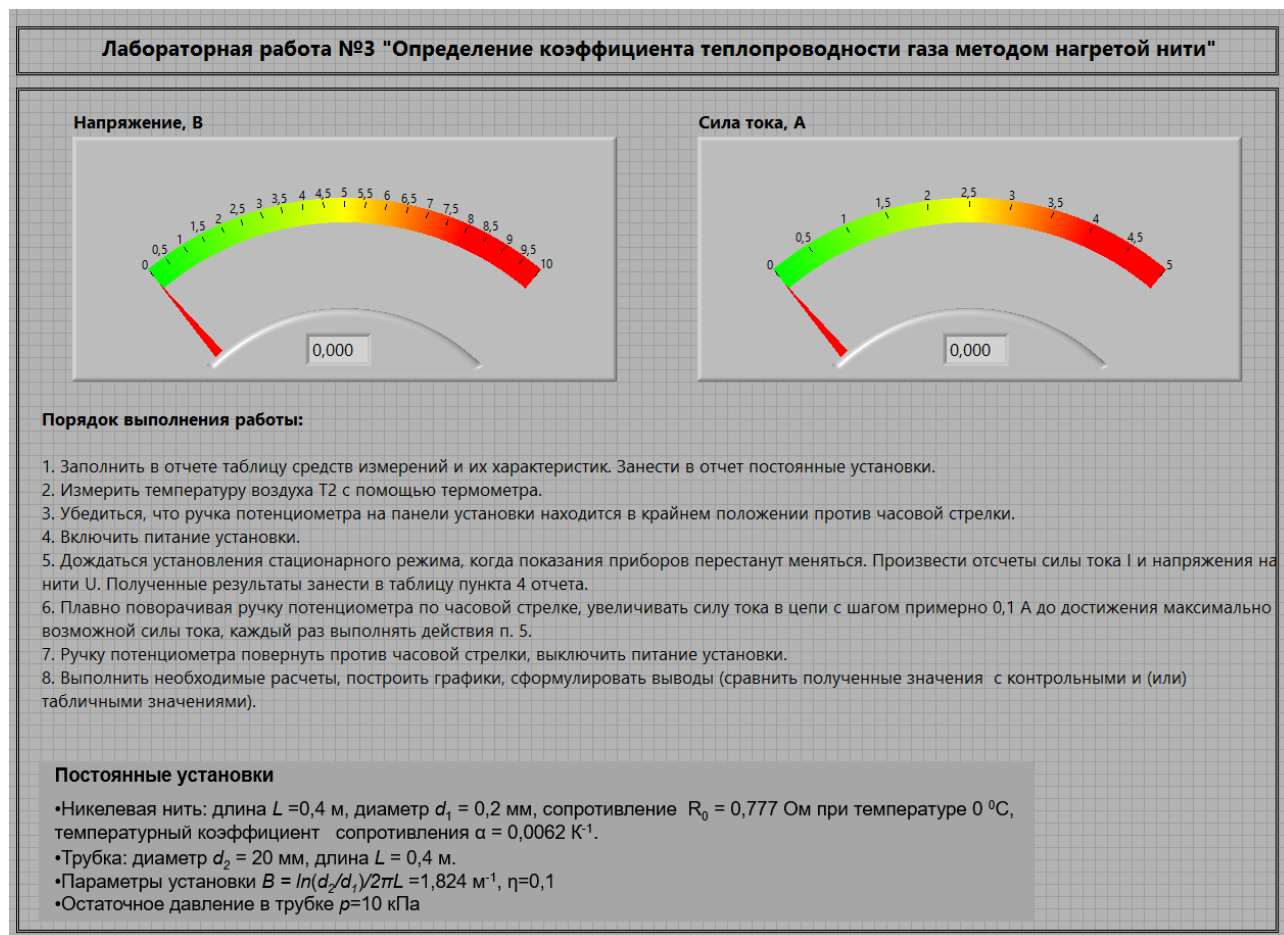 Лабораторная работа №3 "Определение коэффициента теплопроводности газа методом нагретой нити"
Напряжение, В
Сила тока, А
0 0,5 1 1,5 2 2,5 3 3,5 4 4,5 5 5,5 6 6,5 7 7,5 8 8,5 9 9,5 10
0 0,5 1 1,5 2 2,5 3 3,5 4 4,5 5
0,000
0,000
Порядок выполнения работы:
1. Заполнить в отчете таблицу средств измерений и их характеристик. Занести в отчет постоянные установки.
2. Измерить температуру воздуха Т2 с помощью термометра.
3. Убедиться, что ручка потенциометра на панели установки находится в крайнем положении против часовой стрелки.
4. Включить питание установки.
5. Дождаться установления стационарного режима, когда показания приборов перестанут меняться. Произвести отсчеты силы тока I и напряжения на
нити U. Полученные результаты занести в таблицу пункта 4 отчета.
6. Плавно поворачивая ручку потенциометра по часовой стрелке, увеличивать силу тока в цепи с шагом примерно 0,1 А до достижения максимально
возможной силы тока, каждый раз выполнять действия п. 5.
7. Ручку потенциометра повернуть против часовой стрелки, выключить питание установки.
8. Выполнить необходимые расчеты, построить графики, сформулировать выводы (сравнить полученные значения  с контрольными и (или)
табличными значениями).
Постоянные установки
•Никелевая нить: длина L =0,4 м, диаметр d₁ = 0,2 мм, сопротивление  R₀ = 0,777 Ом при температуре 0 ⁰С,
температурный коэффициент   сопротивления α = 0,0062 К⁻¹.
•Трубка: диаметр d₂ = 20 мм, длина L = 0,4 м.
•Параметры установки B = ln(d₂/d₁)/2πL =1,824 м⁻¹, η=0,1
•Остаточное давление в трубке p=10 кПа